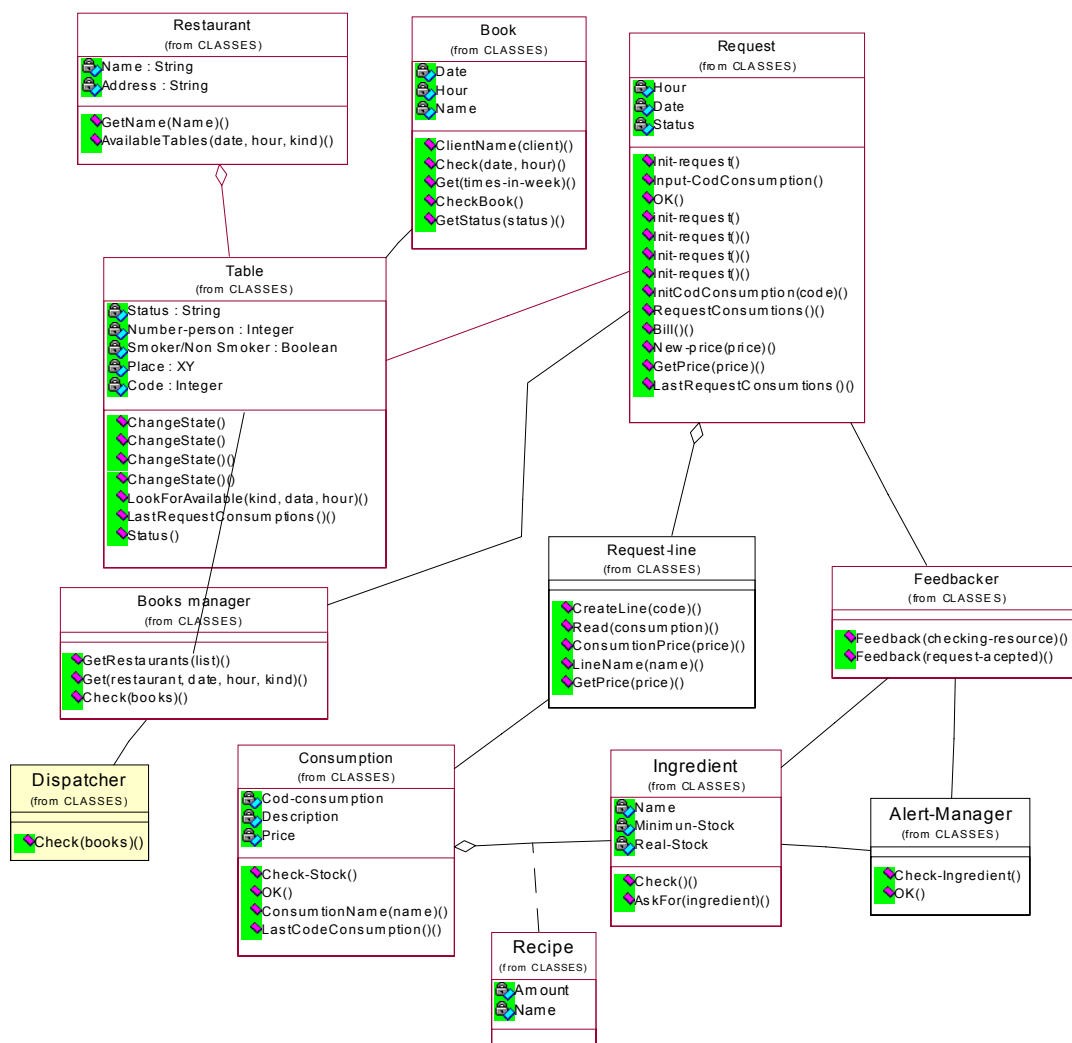 Restaurant
(from CLASSES)
Name : String
Address : String
GetName(Name)()
AvailableTables(date, hour, kind)()
Book
(from CLASSES)
Date
Hour
Name
ClientName(client)()
Check(date, hour)()
Get(times-in-week)()
CheckBook()
GetStatus(status)()
Request
(from CLASSES)
Hour
Date
Status
Init-request()
Input-CodConsumption()
OK()
init-request()
Init-request()()
Init-request()()
Init-request()()
InitCodConsumption(code)()
RequestConsumtions()()
Bill()()
New-price(price)()
GetPrice(price)()
LastRequestConsumtions()()
Table
(from CLASSES)
Status : String
Number-person : Integer
Smoker/Non Smoker : Boolean
Place : XY
Code : Integer
ChangeState()
ChangeState()
ChangeState()()
ChangeState()()
LookForAvailable(kind, data, hour)()
LastRequestConsumptions()()
Status()
Books manager
(from CLASSES)
GetRestaurants(list)()
Get(restaurant, date, hour, kind)()
Check(books)()
Request-line
(from CLASSES)
CreateLine(code)()
Read(consumption)()
ConsumtionPrice(price)()
LineName(name)()
GetPrice(price)()
Feedbacker
(from CLASSES)
Feedback(checking-resource)()
Feedback(request-acepted)()
Dispatcher
(from CLASSES)
Check(books)()
Consumption
(from CLASSES)
Cod-consumption
Description
Price
Check-Stock()
OK()
ConsumtionName(name)()
LastCodeConsumption()()
Ingredient
(from CLASSES)
Name
Minimun-Stock
Real-Stock
Check()()
AskFor(ingredient)()
Alert-Manager
(from CLASSES)
Check-Ingredient()
OK()
Recipe
(from CLASSES)
Amount
Name